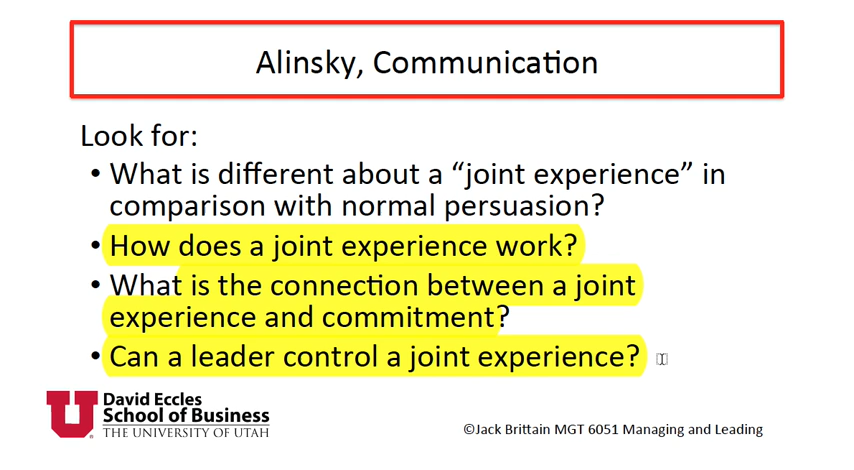 Alinsky, Communication
Look for:
• What is different about a “joint experience” in
comparison with normal persuasion?
• How does a joint experience work?
• What is the connection between a joint
experience and commitment?
• Can a leader control a joint experience?
U
David Eccles
School of Business
THE UNIVERSITY OF UTAH
©Jack Brittain MGT 6051 Managing and Leading